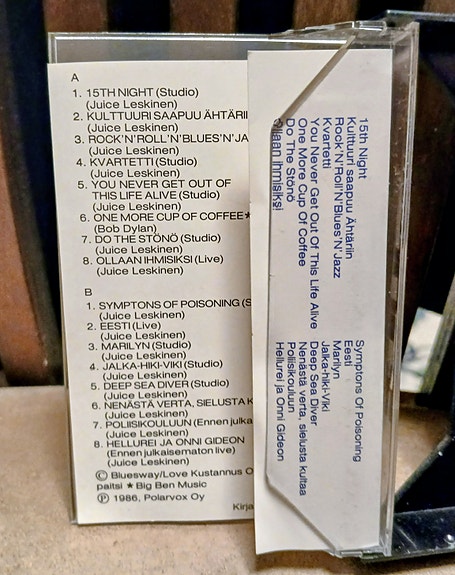 A
1. 15TH NIGHT (Studio)
(Juice Leskinen)
2. KULTTUURI SAAPUU ÄHTÄRII
(Juice Leskinen)
3. ROCK'N'ROLL'N'BLUES'N'JA
(Juice Leskinen)
4. KVARTETTI (Studio)
(Juice Leskinen)
5. YOU NEVER GET OUT OF
THIS LIFE ALIVE (Studio)
(Juice Leskinen)
6. ONE MORE CUP OF COFFEE★
(Bob Dylan)
7. DO THE STÖNÖ (Studio)
(Juice Leskinen)
8. OLLAAN IHMISIKSI (Live)
(Juice Leskinen)
B
1. SYMPTONS OF POISONING (S
(Juice Leskinen)
2. EESTI (Live)
(Juice Leskinen)
3. MARILYN (Studio)
(Juice Leskinen)
4. JALKA-HIKI-VIKI (Studio)
(Juice Leskinen)
5. DEEP SEA DIVER (Studio)
(Juice Leskinen)
6. NENÄSTÄ VERTA, SIELUSTA K
(Juice Leskinen)
7. POLIISIKOULUUN (Ennen julka
(Juice Leskinen)
8. HELLUREI JA ONNI GIDEON
(Ennen julkaisematon live)
(Juice Leskinen)
Ⓒ Bluesway/Love Kustannus O
paitsi ★ Big Ben Music
Ⓟ 1986, Polarvox Oy
Kirja
15th Night
Kulttuuri saapuu Ähtäriin
Rock'N'Roll'N'Blues'N'Jazz
Kvartetti
You Never Get Out Of This Life Alive
One More Cup Of Coffee
Do The Stönö
Ollaan ihmisiksi
Symptons Of Poisoning
Eesti
Marilyn
Jalka-Hiki-Viki
Deep Sea Diver
Nenästä verta, sielusta kultaa
Poliisikouluun
Hellurei ja Onni Gideon